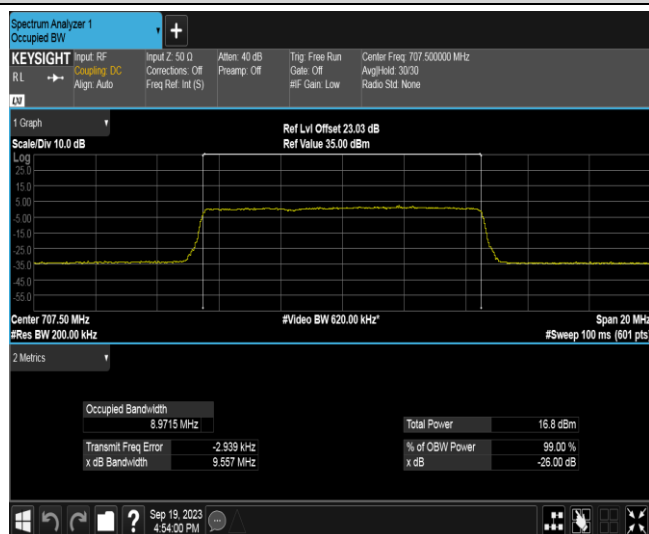 Spectrum Analyzer 1
Occupied BW
+
KEYSIGHT Input: RF Input Z: 50 Ω Atten: 40 dB Trig: Free Run Center Freq: 707.500000 MHz
R L Coupling: DC Corrections: Off Preamp: Off Gate: Off Avg|Hold: 30/30
Align: Auto Freq Ref: Int (S) #IF Gain: Low Radio Std: None
LXI
1 Graph
Ref Lvl Offset 23.03 dB
Scale/Div 10.0 dB Ref Value 35.00 dBm
Log
25.0
15.0
5.00
-5.00
-15.0
-25.0
-35.0
-45.0
-55.0
Center 707.50 MHz #Video BW 620.00 kHz* Span 20 MHz
#Res BW 200.00 kHz #Sweep 100 ms (601 pts)
2 Metrics
Occupied Bandwidth
8.9715 MHz Total Power 16.8 dBm
Transmit Freq Error -2.939 kHz % of OBW Power 99.00 %
x dB Bandwidth 9.557 MHz x dB -26.00 dB
? Sep 19, 2023
4:54:00 PM